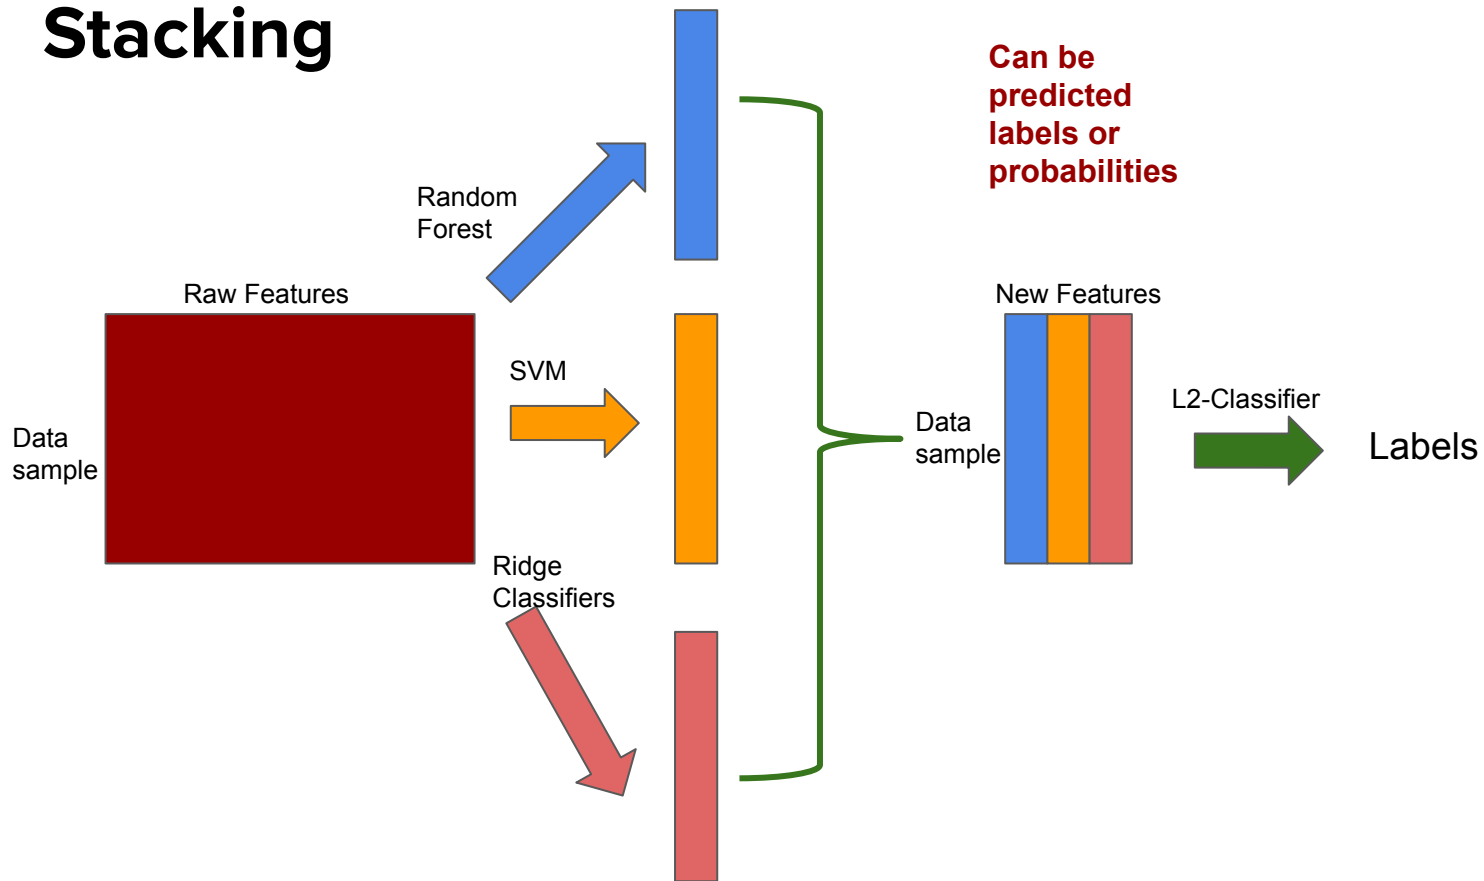 Stacking
Can be
predicted
labels or
probabilities
Random
Forest
Raw Features
New Features
SVM
L2-Classifier
Data
sample
Data
sample
Labels
Ridge
Classifiers